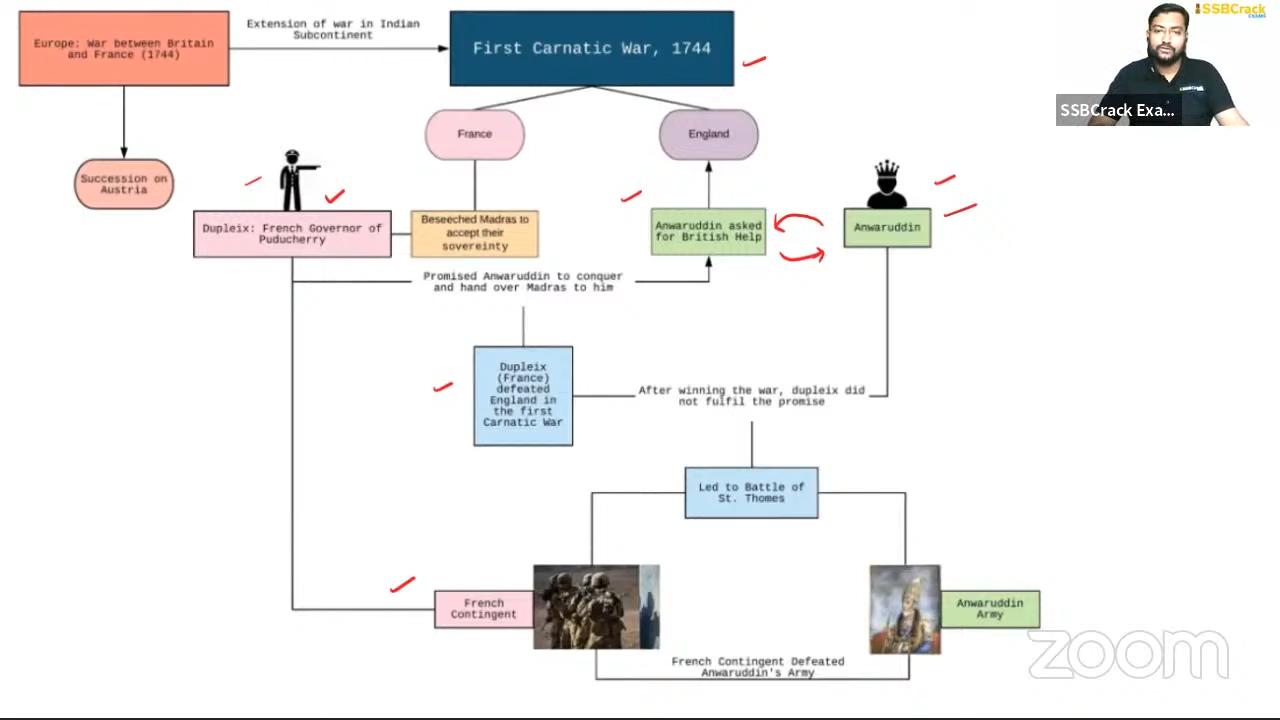 SSBCrack
EXAMS
Europe: War between Britain
and France (1744)
Extension of war in Indian
Subcontinent
First Carnatic War, 1744
SSBCrack Exa...
France
England
Succession on
Austria
Dupleix: French Governor of
Puducherry
Beseeched Madras to
accept their
sovereinty
Anwaruddin asked
for British Help
Anwaruddin
Promised Anwaruddin to conquer
and hand over Madras to him
Dupleix
(France)
defeated
England in
the first
Carnatic War
After winning the war, dupleix did
not fulfil the promise
Led to Battle of
St. Thomes
French
Contingent
Anwaruddin
Army
French Contingent Defeated
Anwaruddin's Army
zoom